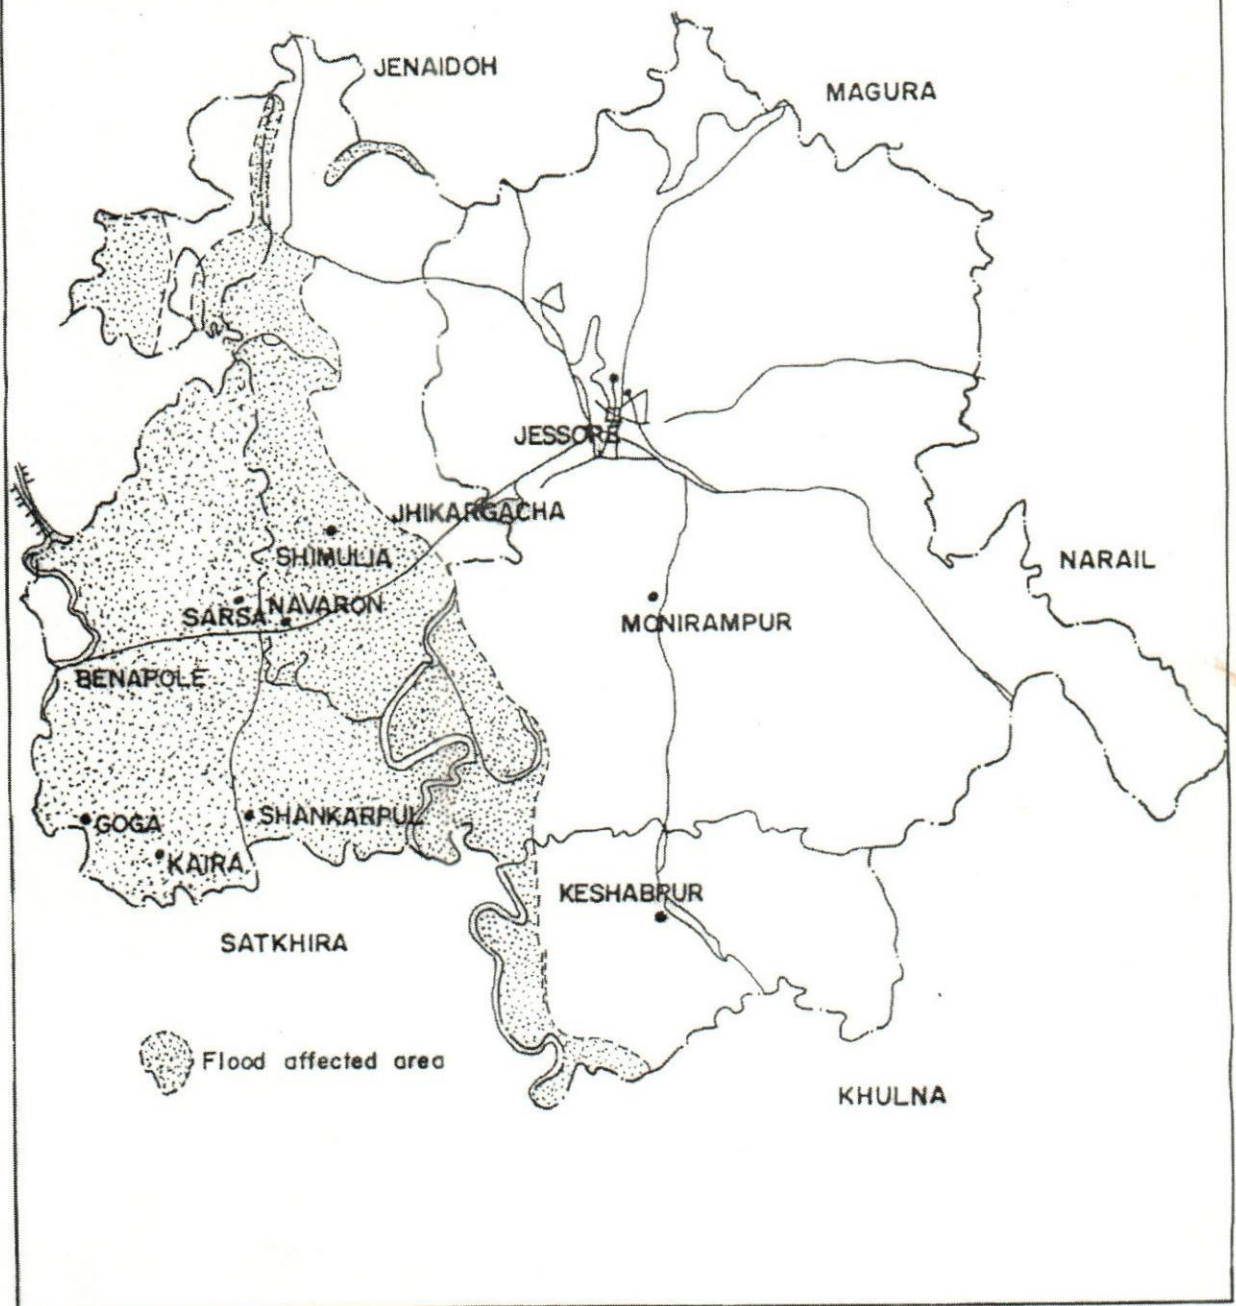 JENAIDOH
MAGURA
JESSORE
JHIKARGACHA
SHIMULIA
NARAIL
SARSA
NAVARON
MONIRAMPUR
BENAPOLE
GOGA
SHANKARPUL
KAIRA
KESHABPUR
SATKHIRA
Flood affected area
KHULNA